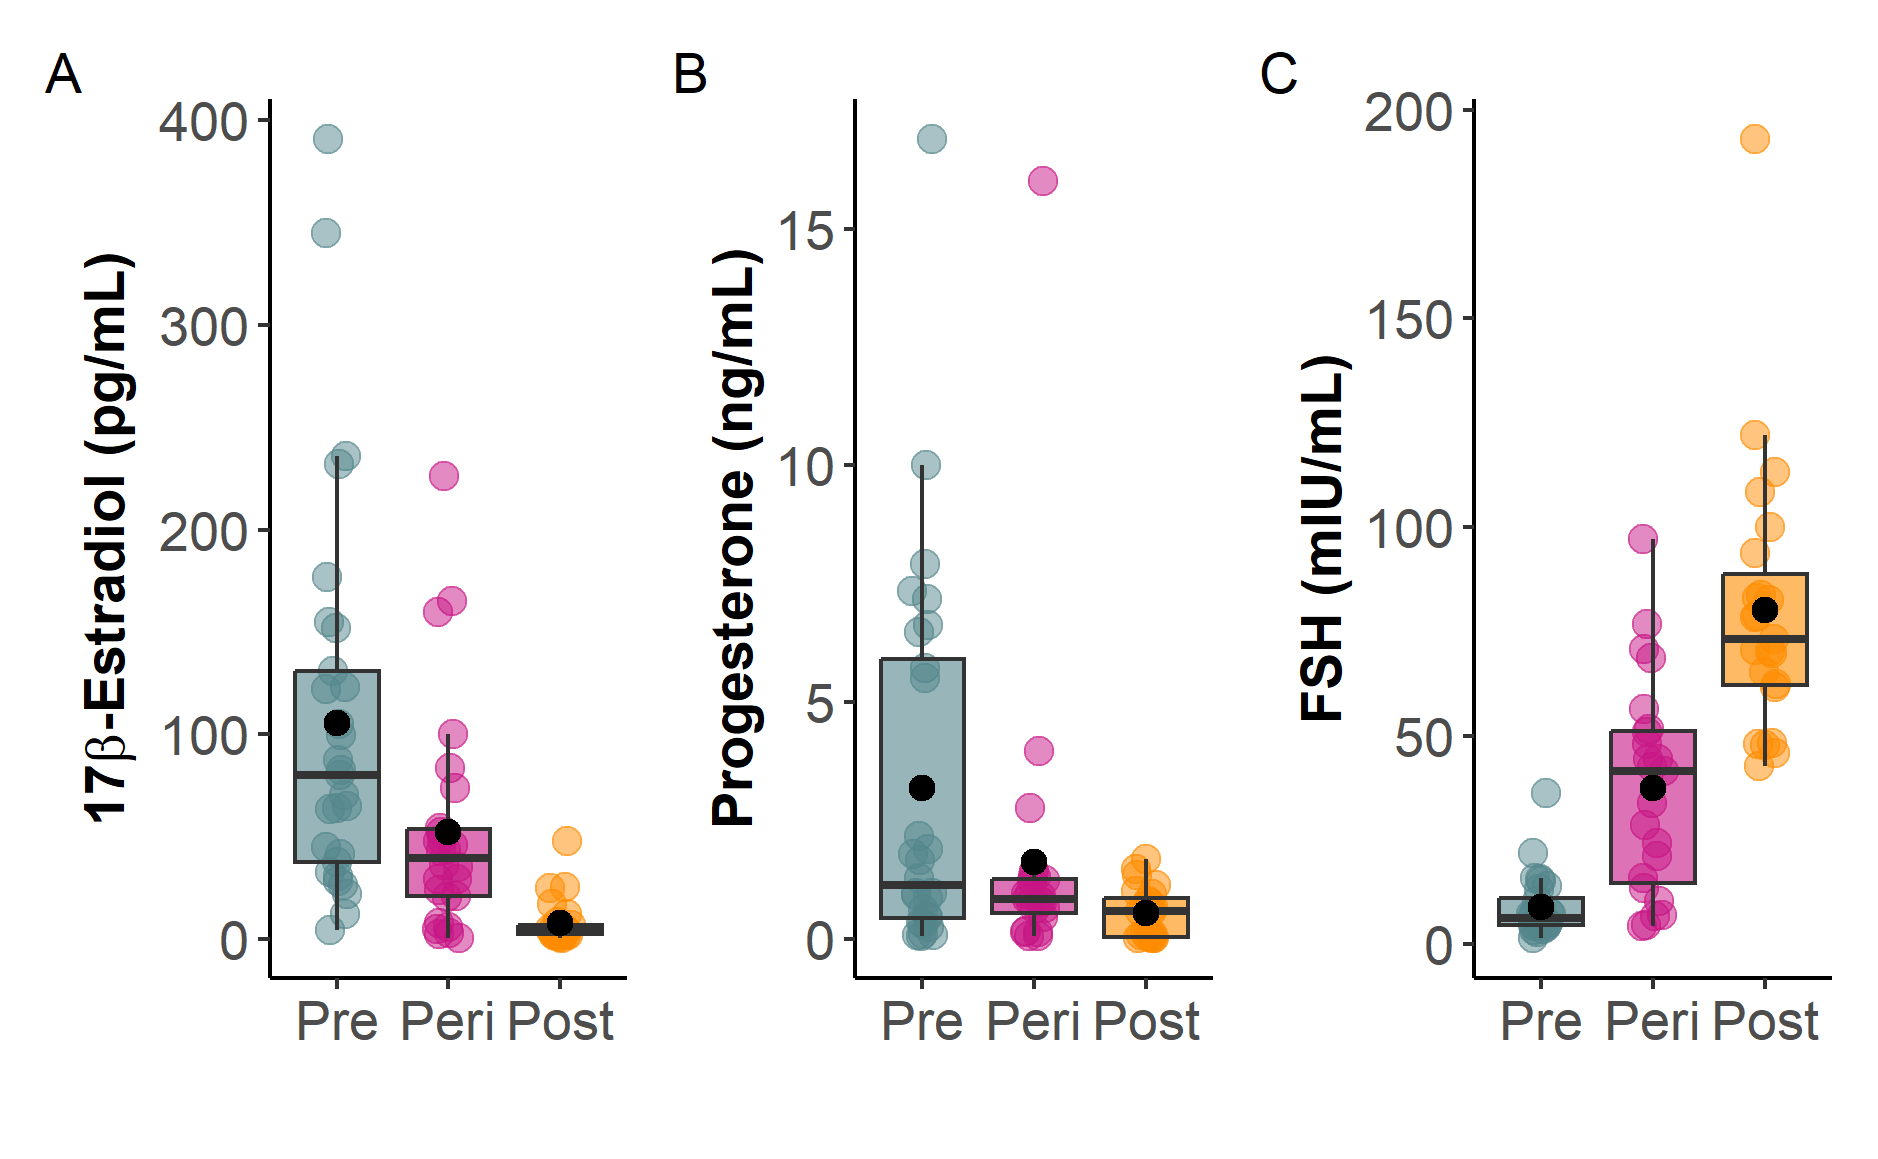 A
17β-Estradiol (pg/mL)
400
300
200
100
0
Pre Peri Post
B
Progesterone (ng/mL)
15
10
5
0
Pre Peri Post
C
FSH (mIU/mL)
200
150
100
50
0
Pre Peri Post